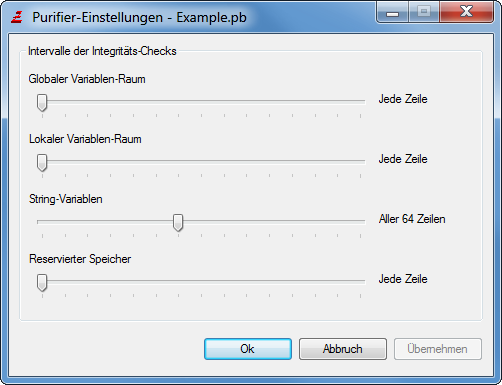 Purifier-Einstellungen - Example.pb
Intervalle der Integritäts-Checks
Globaler Variablen-Raum
Jede Zeile
Lokaler Variablen-Raum
Jede Zeile
String-Variablen
Aller 64 Zeilen
Reservierter Speicher
Jede Zeile
Ok Abbruch Übernehmen